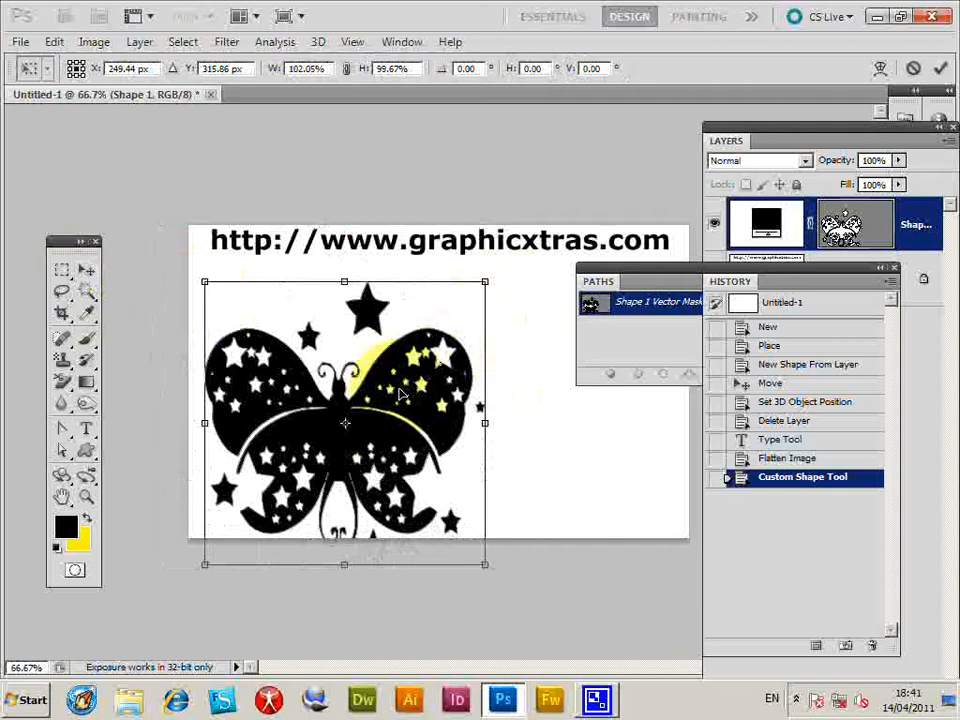 Ps
ESSENTIALS
DESIGN
PAINTING
CS Live
File Edit Image Layer Select Filter Analysis 3D View Window Help
X: 249.44 px Y: 315.86 px W: 102.05% H: 99.67% 0.00 ° H: 0.00 ° V: 0.00 °
Untitled-1 @ 66.7% (Shape 1, RGB/8) *
LAYERS
Normal Opacity: 100%
Lock: Fill: 100%
Shap...
http://www.graphicxtras.com
PATHS
Shape 1 Vector Mask
HISTORY
Untitled-1
New
Place
New Shape From Layer
Move
Set 3D Object Position
Delete Layer
Type Tool
Flatten Image
Custom Shape Tool
66.67% Exposure works in 32-bit only
Start
Dw
Ai
Id
Ps
Fw
EN
18:41
14/04/2011